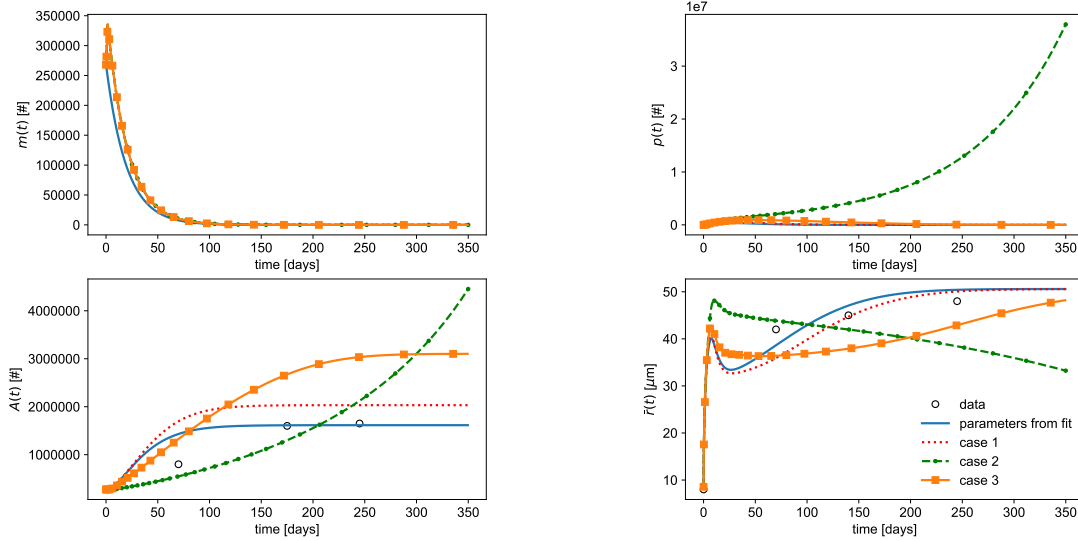 350000
300000
250000
200000
150000
100000
50000
0
m(t) [#]
0 50 100 150 200 250 300 350
time [days]
1e7
3
2
1
0
p(t) [#]
0 50 100 150 200 250 300 350
time [days]
4000000
3000000
2000000
1000000
A(t) [#]
0 50 100 150 200 250 300 350
time [days]
50
40
30
20
10
r̄(t) [μm]
data
parameters from fit
case 1
case 2
case 3
0 50 100 150 200 250 300 350
time [days]